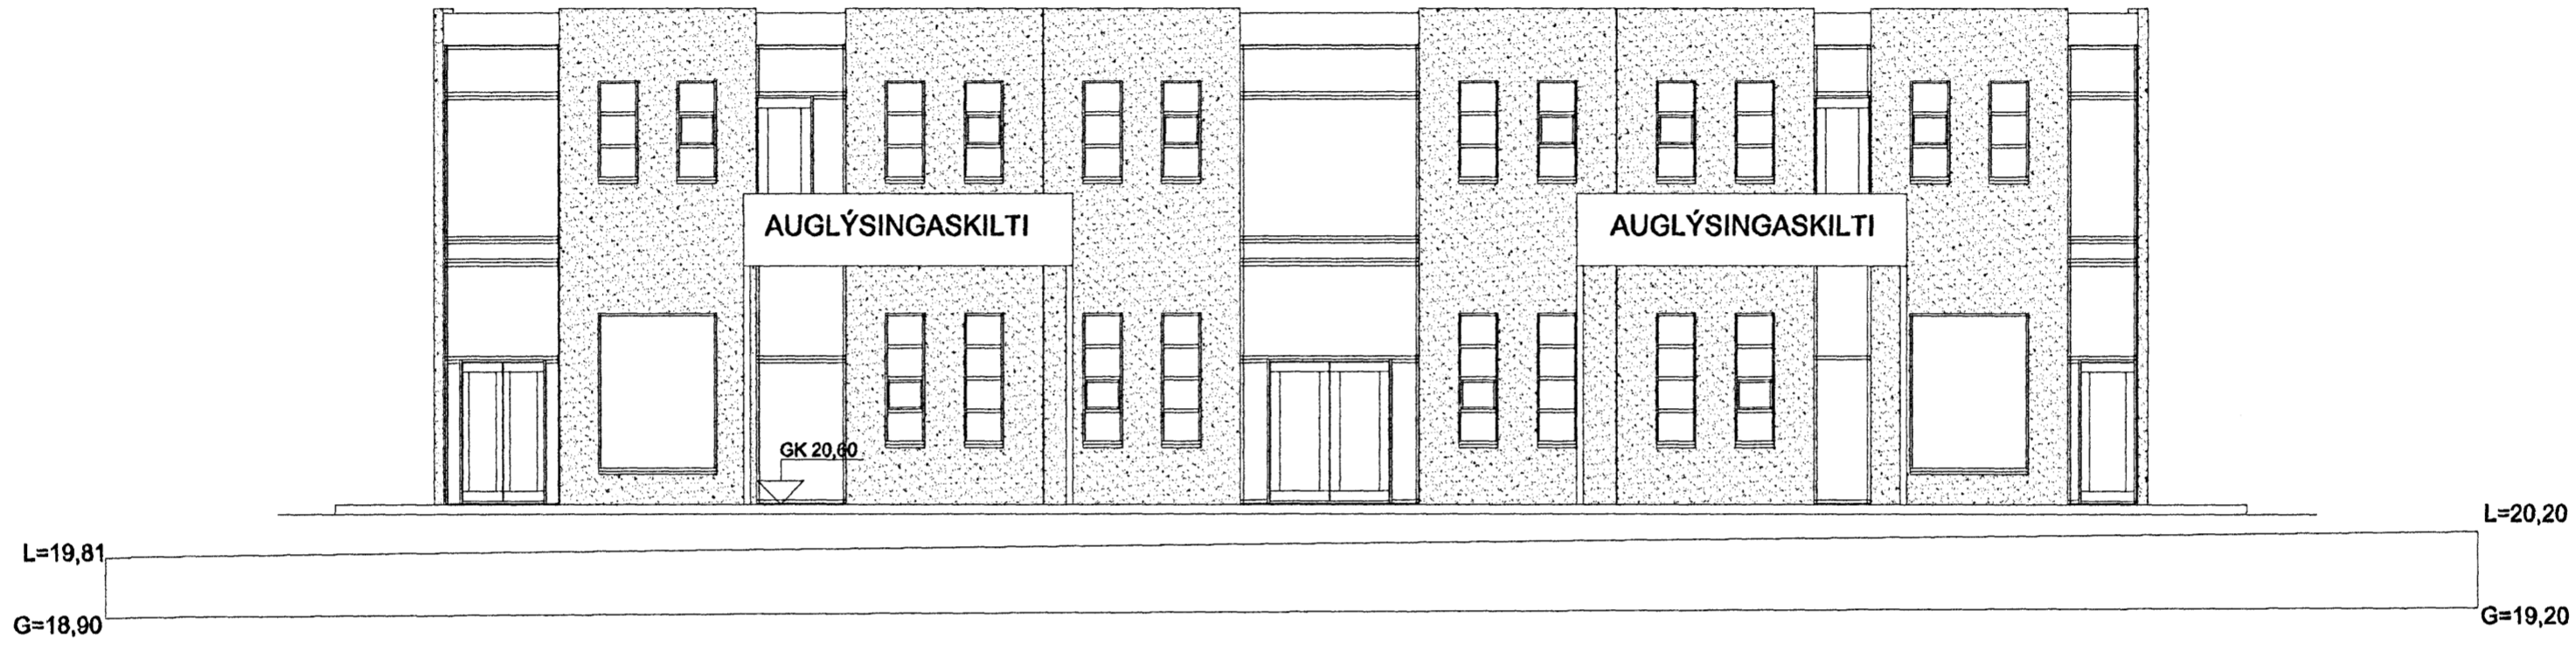 AUGLÝSINGASKILTI
AUGLÝSINGASKILTI
GK 20,60
L=20,20
L=19,81
G=18,90
G=19,20